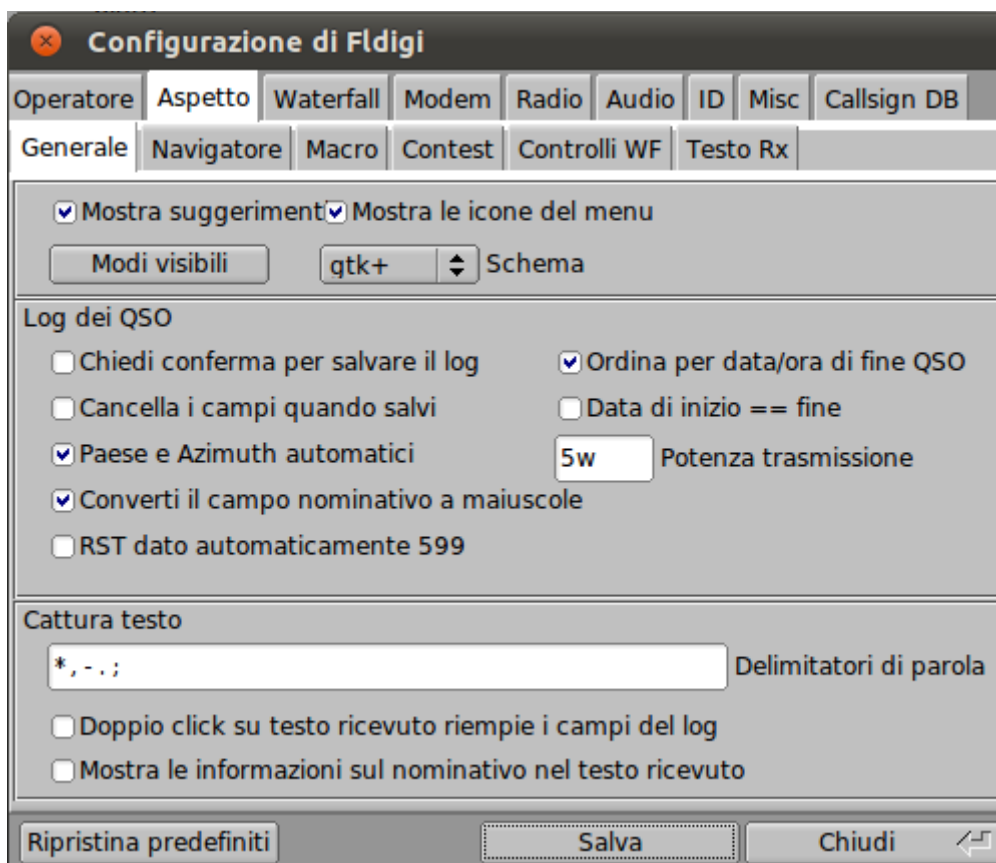 Configurazione di Fldigi
Operatore Aspetto Waterfall Modem Radio Audio ID Misc Callsign DB
Generale Navigatore Macro Contest Controlli WF Testo Rx
Mostra suggerimenti Mostra le icone del menu
Modi visibili gtk+ Schema
Log dei QSO
Chiedi conferma per salvare il log Ordina per data/ora di fine QSO
Cancella i campi quando salvi Data di inizio == fine
Paese e Azimuth automatici 5w Potenza trasmissione
Converti il campo nominativo a maiuscole
RST dato automaticamente 599
Cattura testo
*,-.; Delimitatori di parola
Doppio click su testo ricevuto riempie i campi del log
Mostra le informazioni sul nominativo nel testo ricevuto
Ripristina predefiniti Salva Chiudi